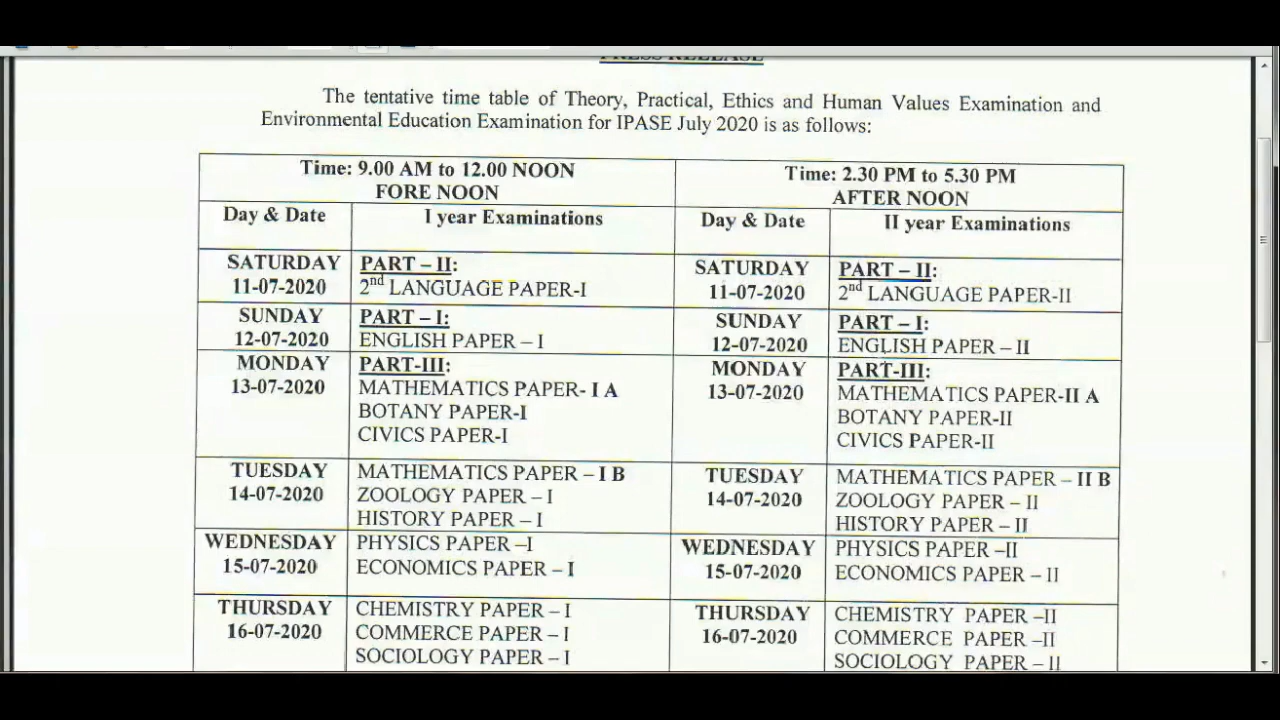 PRESS RELEASE
The tentative time table of Theory, Practical, Ethics and Human Values Examination and
Environmental Education Examination for IPASE July 2020 is as follows:
Time: 9.00 AM to 12.00 NOON
FORE NOON
Time: 2.30 PM to 5.30 PM
AFTER NOON
Day & Date
I year Examinations
Day & Date
II year Examinations
SATURDAY
11-07-2020
PART – II:
2nd LANGUAGE PAPER-I
SATURDAY
11-07-2020
PART – II:
2nd LANGUAGE PAPER-II
SUNDAY
12-07-2020
PART – I:
ENGLISH PAPER – I
SUNDAY
12-07-2020
PART – I:
ENGLISH PAPER – II
MONDAY
13-07-2020
PART-III:
MATHEMATICS PAPER- I A
BOTANY PAPER-I
CIVICS PAPER-I
MONDAY
13-07-2020
PART-III:
MATHEMATICS PAPER-II A
BOTANY PAPER-II
CIVICS PAPER-II
TUESDAY
14-07-2020
MATHEMATICS PAPER – I B
ZOOLOGY PAPER – I
HISTORY PAPER – I
TUESDAY
14-07-2020
MATHEMATICS PAPER – II B
ZOOLOGY PAPER – II
HISTORY PAPER – II
WEDNESDAY
15-07-2020
PHYSICS PAPER –I
ECONOMICS PAPER – I
WEDNESDAY
15-07-2020
PHYSICS PAPER –II
ECONOMICS PAPER – II
THURSDAY
16-07-2020
CHEMISTRY PAPER – I
COMMERCE PAPER – I
SOCIOLOGY PAPER – I
THURSDAY
16-07-2020
CHEMISTRY PAPER –II
COMMERCE PAPER –II
SOCIOLOGY PAPER – II